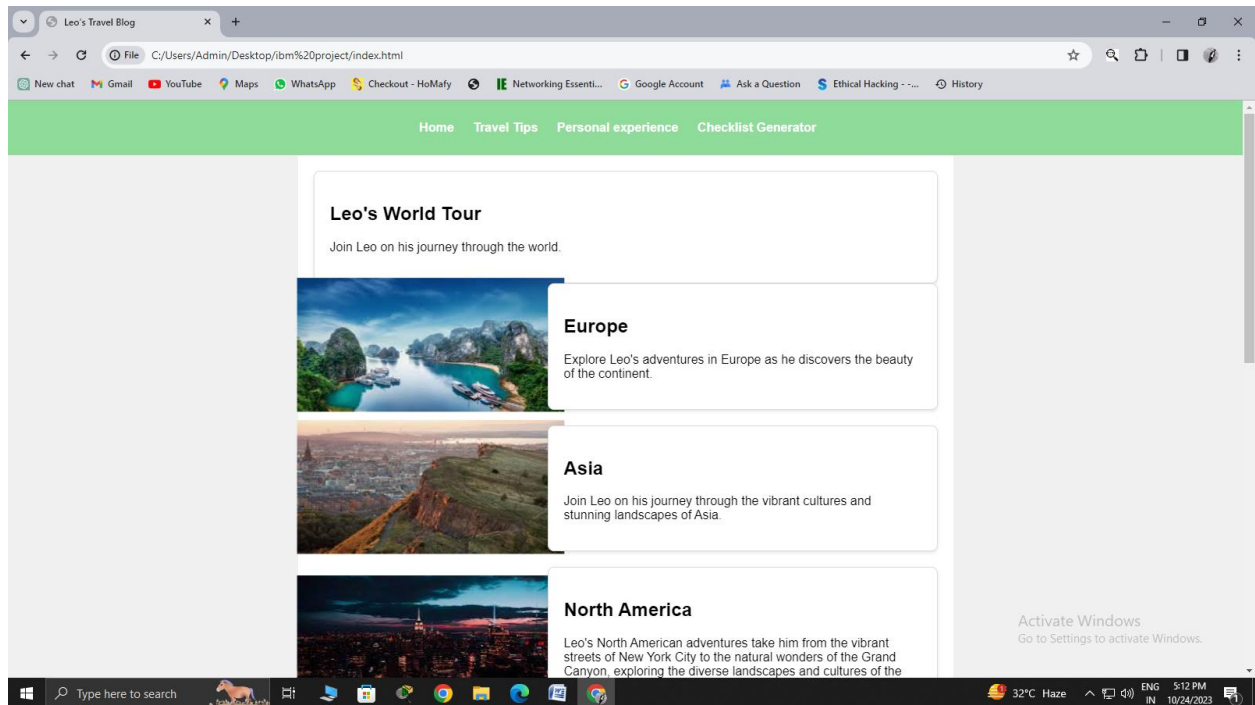 Leo's Travel Blog
File C:/Users/Admin/Desktop/ibm%20project/index.html
New chat Gmail YouTube Maps WhatsApp Checkout - HoMafy Networking Essenti... Google Account Ask a Question Ethical Hacking - -... History
Home Travel Tips Personal experience Checklist Generator
Leo's World Tour
Join Leo on his journey through the world.
Europe
Explore Leo's adventures in Europe as he discovers the beauty
of the continent.
Asia
Join Leo on his journey through the vibrant cultures and
stunning landscapes of Asia.
North America
Leo's North American adventures take him from the vibrant
streets of New York City to the natural wonders of the Grand
Canyon, exploring the diverse landscapes and cultures of the
Activate Windows
Go to Settings to activate Windows.
Type here to search
32°C Haze
ENG 5:12 PM
IN 10/24/2023